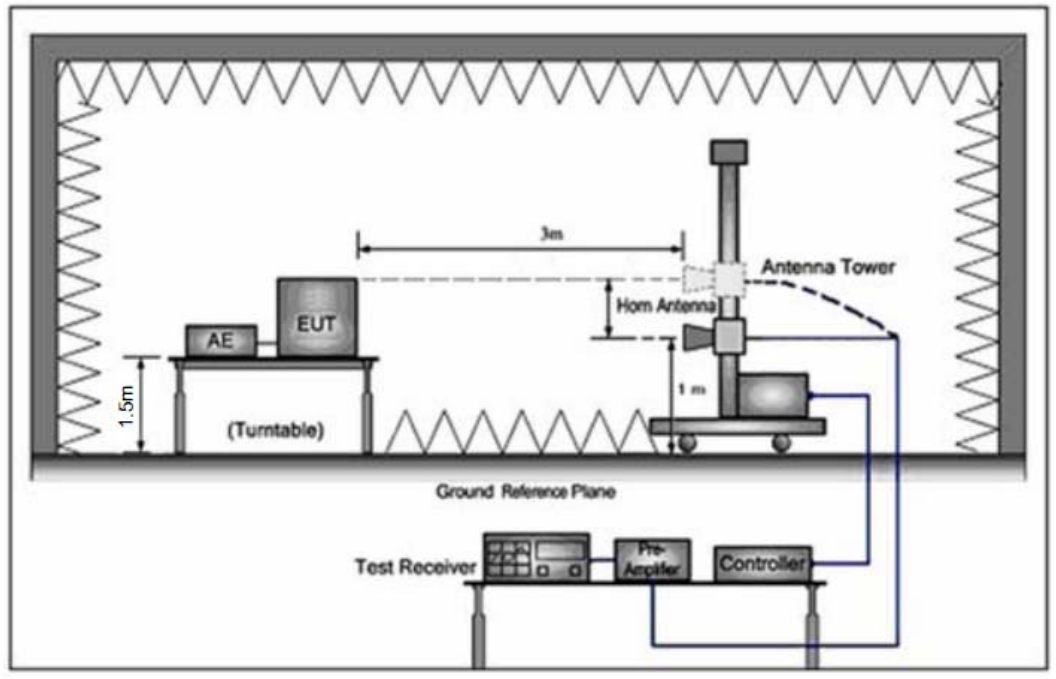 3m
Antenna Tower
Horn Antenna
EUT
AE
1 m
1.5m
(Turntable)
Ground Reference Plane
Test Receiver
Pre-
Amplifier
Controller